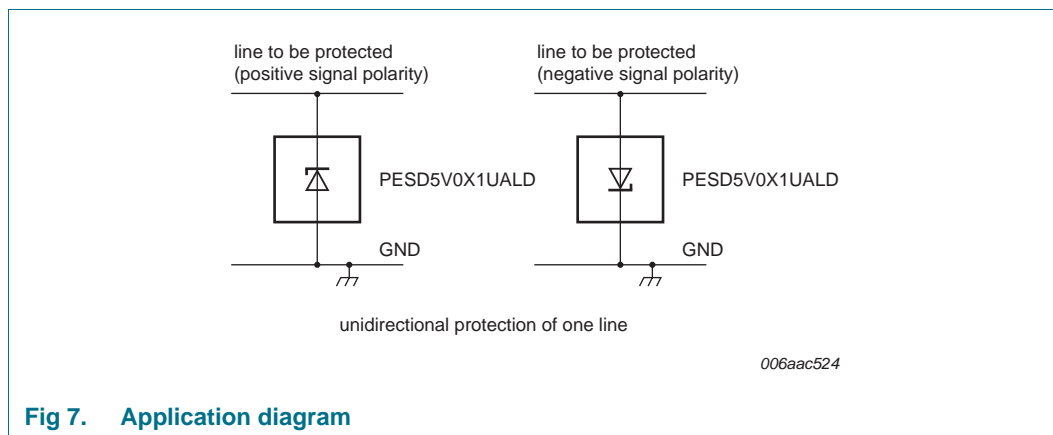 line to be protected
(positive signal polarity)
PESD5V0X1UALD
GND
line to be protected
(negative signal polarity)
PESD5V0X1UALD
GND
unidirectional protection of one line
006aac524
Fig 7. Application diagram